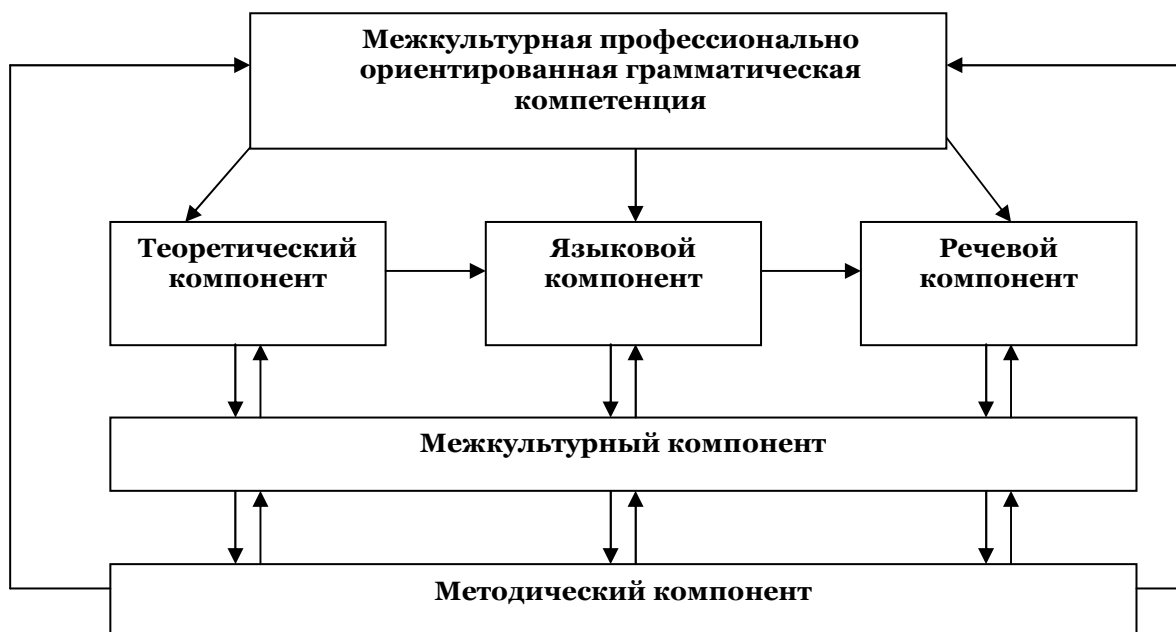 Межкультурная профессионально
ориентированная грамматическая
компетенция
Теоретический
компонент
Языковой
компонент
Речевой
компонент
Межкультурный компонент
Методический компонент